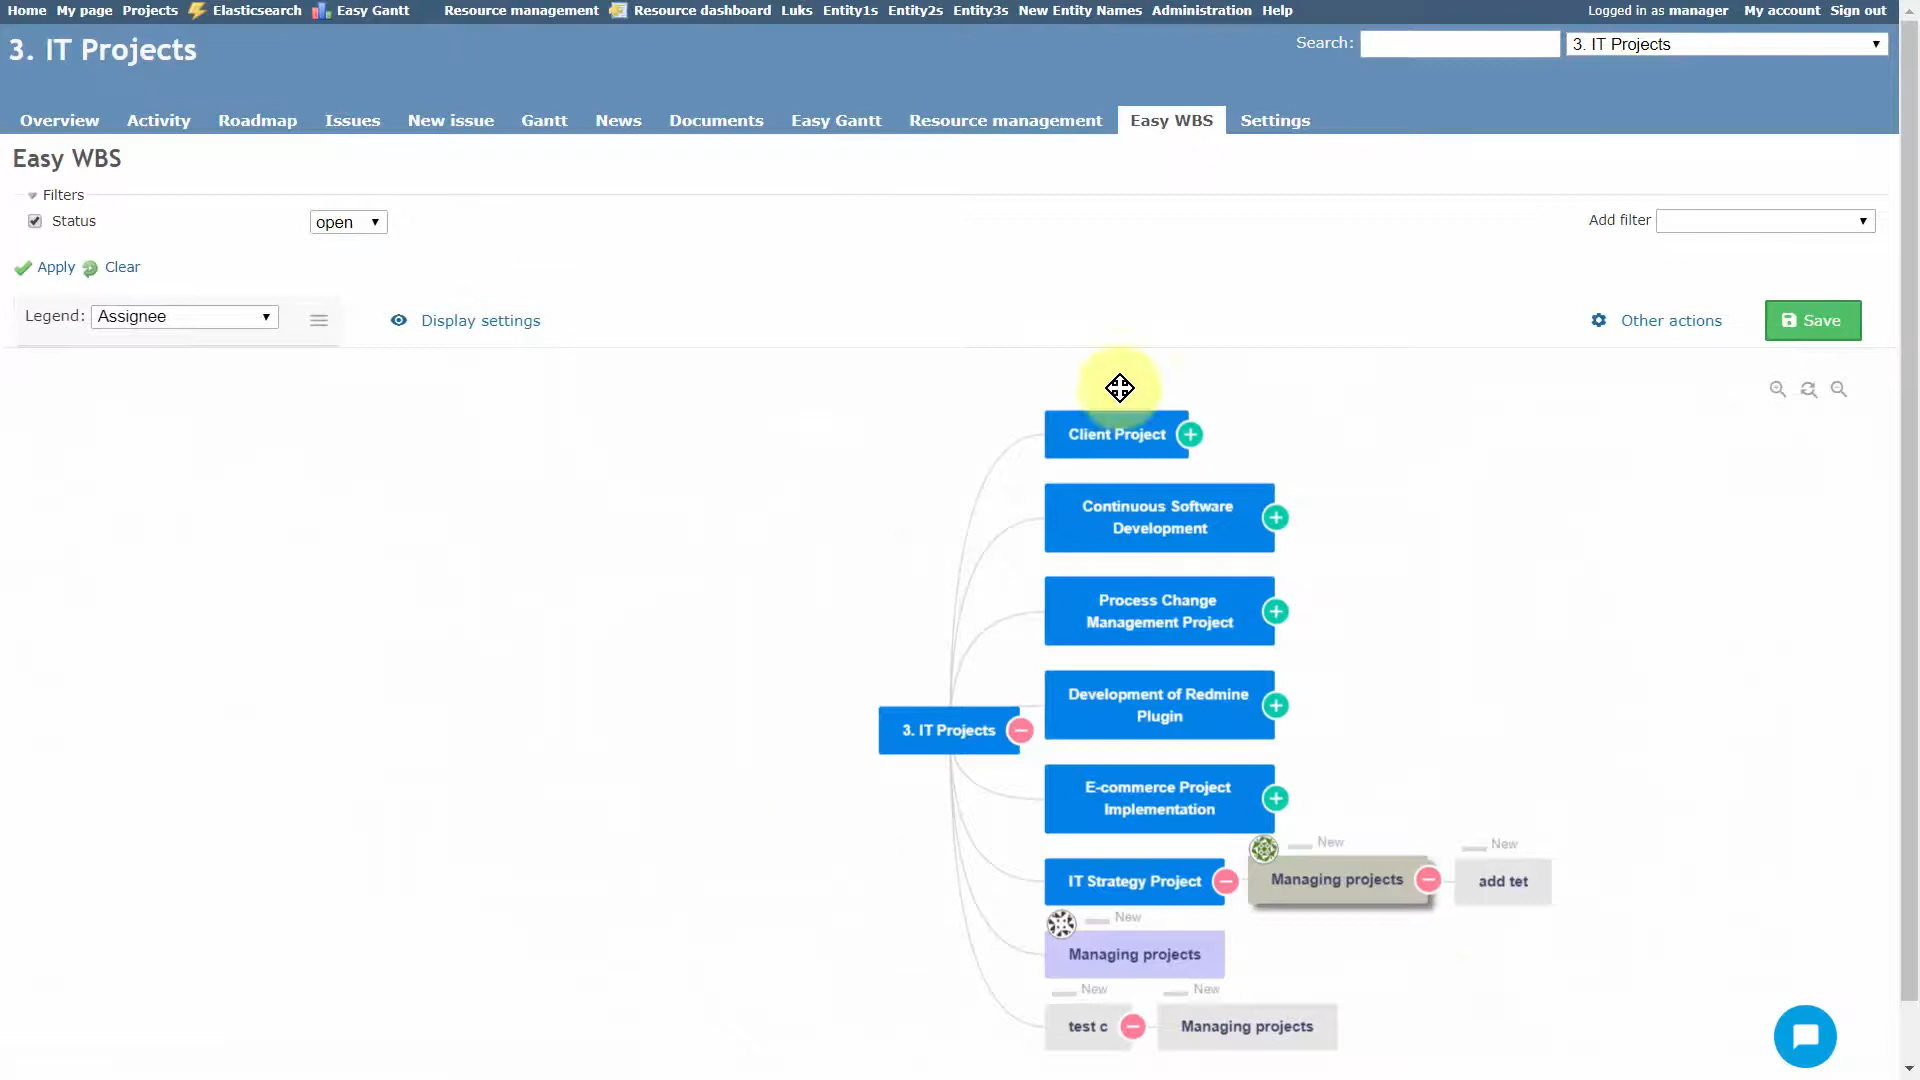 Home My page Projects Elasticsearch Easy Gantt Resource management Resource dashboard Luks Entity1s Entity2s Entity3s New Entity Names Administration Help Logged in as manager My account Sign out
3. IT Projects
Search: 3. IT Projects
Overview Activity Roadmap Issues New issue Gantt News Documents Easy Gantt Resource management Easy WBS Settings
Easy WBS
Filters
Status open Add filter
Apply Clear
Legend: Assignee Display settings Other actions Save
Client Project
Continuous Software
Development
Process Change
Management Project
Development of Redmine
Plugin
3. IT Projects
E-commerce Project
Implementation
New New
IT Strategy Project Managing projects add tet
New
Managing projects
New New
test c Managing projects